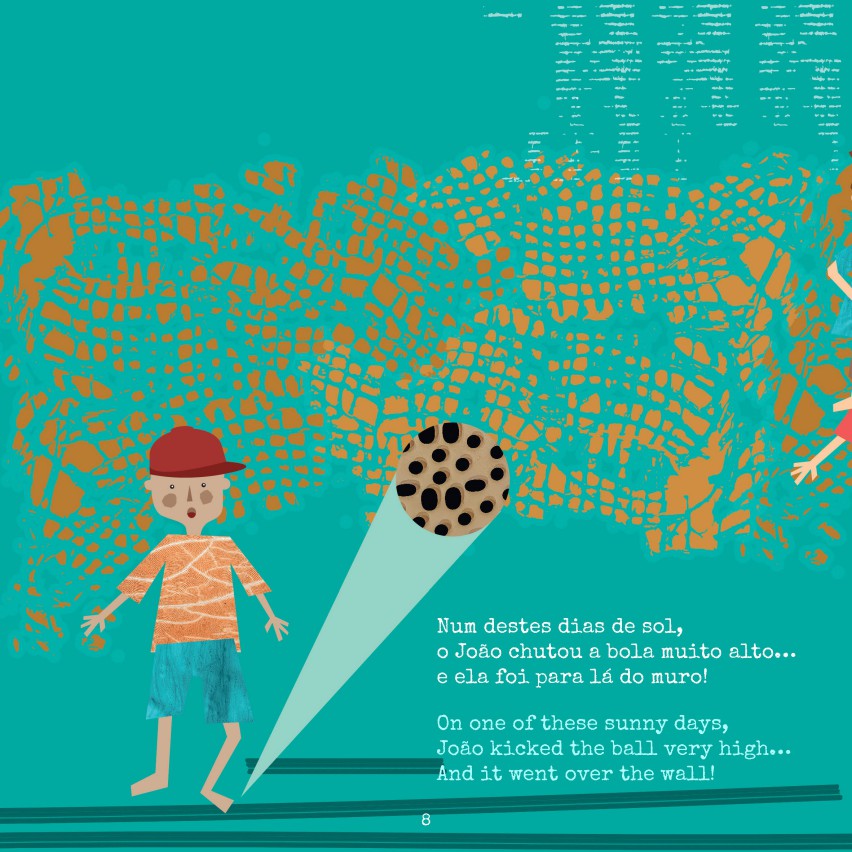 Num destes dias de sol,
o João chutou a bola muito alto...
e ela foi para lá do muro!
On one of these sunny days,
João kicked the ball very high...
And it went over the wall!
8